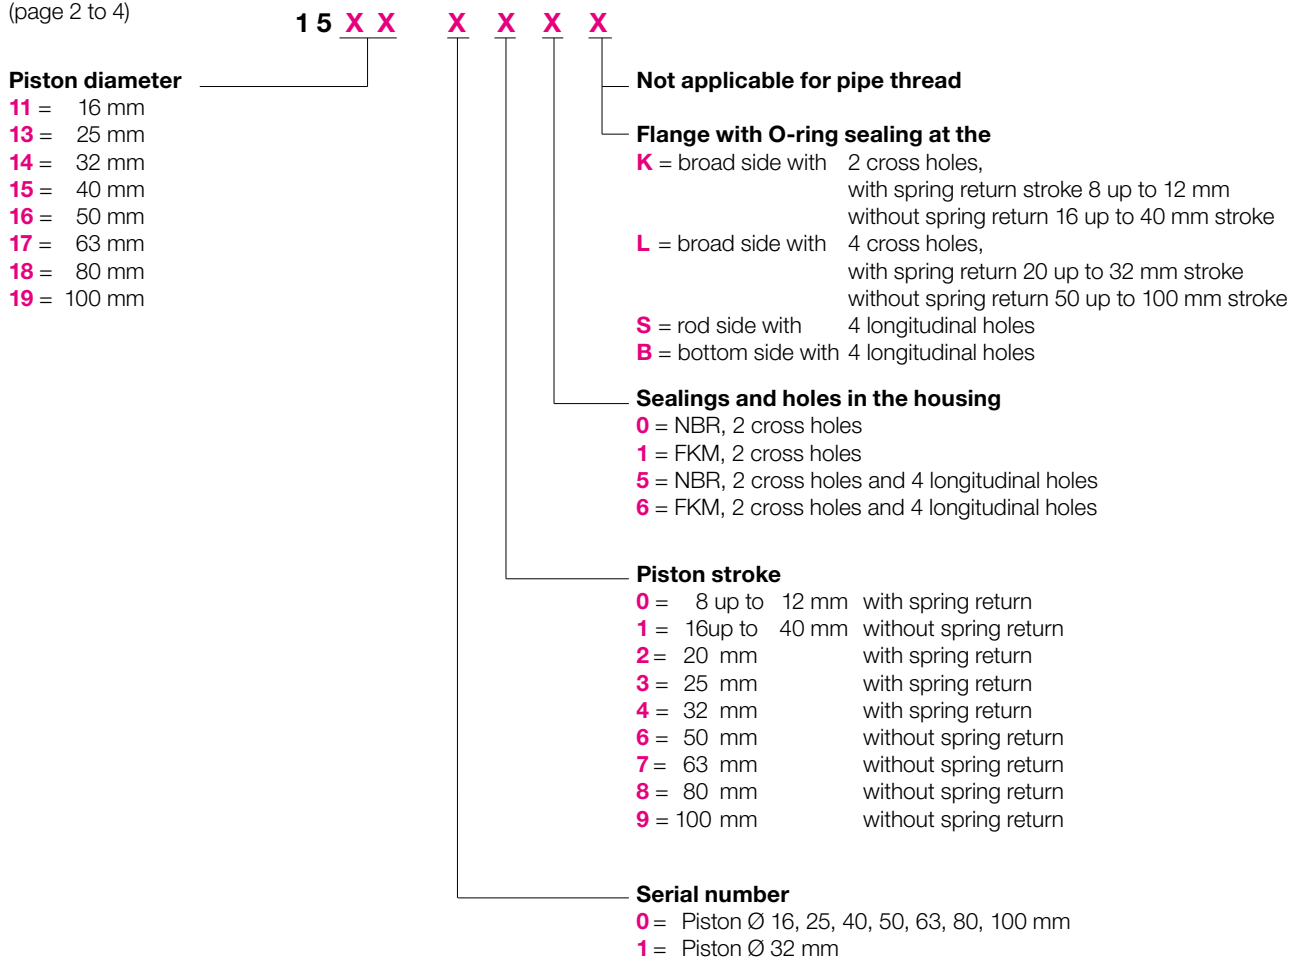 (page 2 to 4)
1 5 X X X X X X
Piston diameter
11 = 16 mm
13 = 25 mm
14 = 32 mm
15 = 40 mm
16 = 50 mm
17 = 63 mm
18 = 80 mm
19 = 100 mm
Not applicable for pipe thread
Flange with O-ring sealing at the
K = broad side with 2 cross holes,
with spring return stroke 8 up to 12 mm
without spring return 16 up to 40 mm stroke
L = broad side with 4 cross holes,
with spring return 20 up to 32 mm stroke
without spring return 50 up to 100 mm stroke
S = rod side with 4 longitudinal holes
B = bottom side with 4 longitudinal holes
Sealings and holes in the housing
0 = NBR, 2 cross holes
1 = FKM, 2 cross holes
5 = NBR, 2 cross holes and 4 longitudinal holes
6 = FKM, 2 cross holes and 4 longitudinal holes
Piston stroke
0 = 8 up to 12 mm with spring return
1 = 16up to 40 mm without spring return
2 = 20 mm with spring return
3 = 25 mm with spring return
4 = 32 mm with spring return
6 = 50 mm without spring return
7 = 63 mm without spring return
8 = 80 mm without spring return
9 = 100 mm without spring return
Serial number
0 = Piston Ø 16, 25, 40, 50, 63, 80, 100 mm
1 = Piston Ø 32 mm